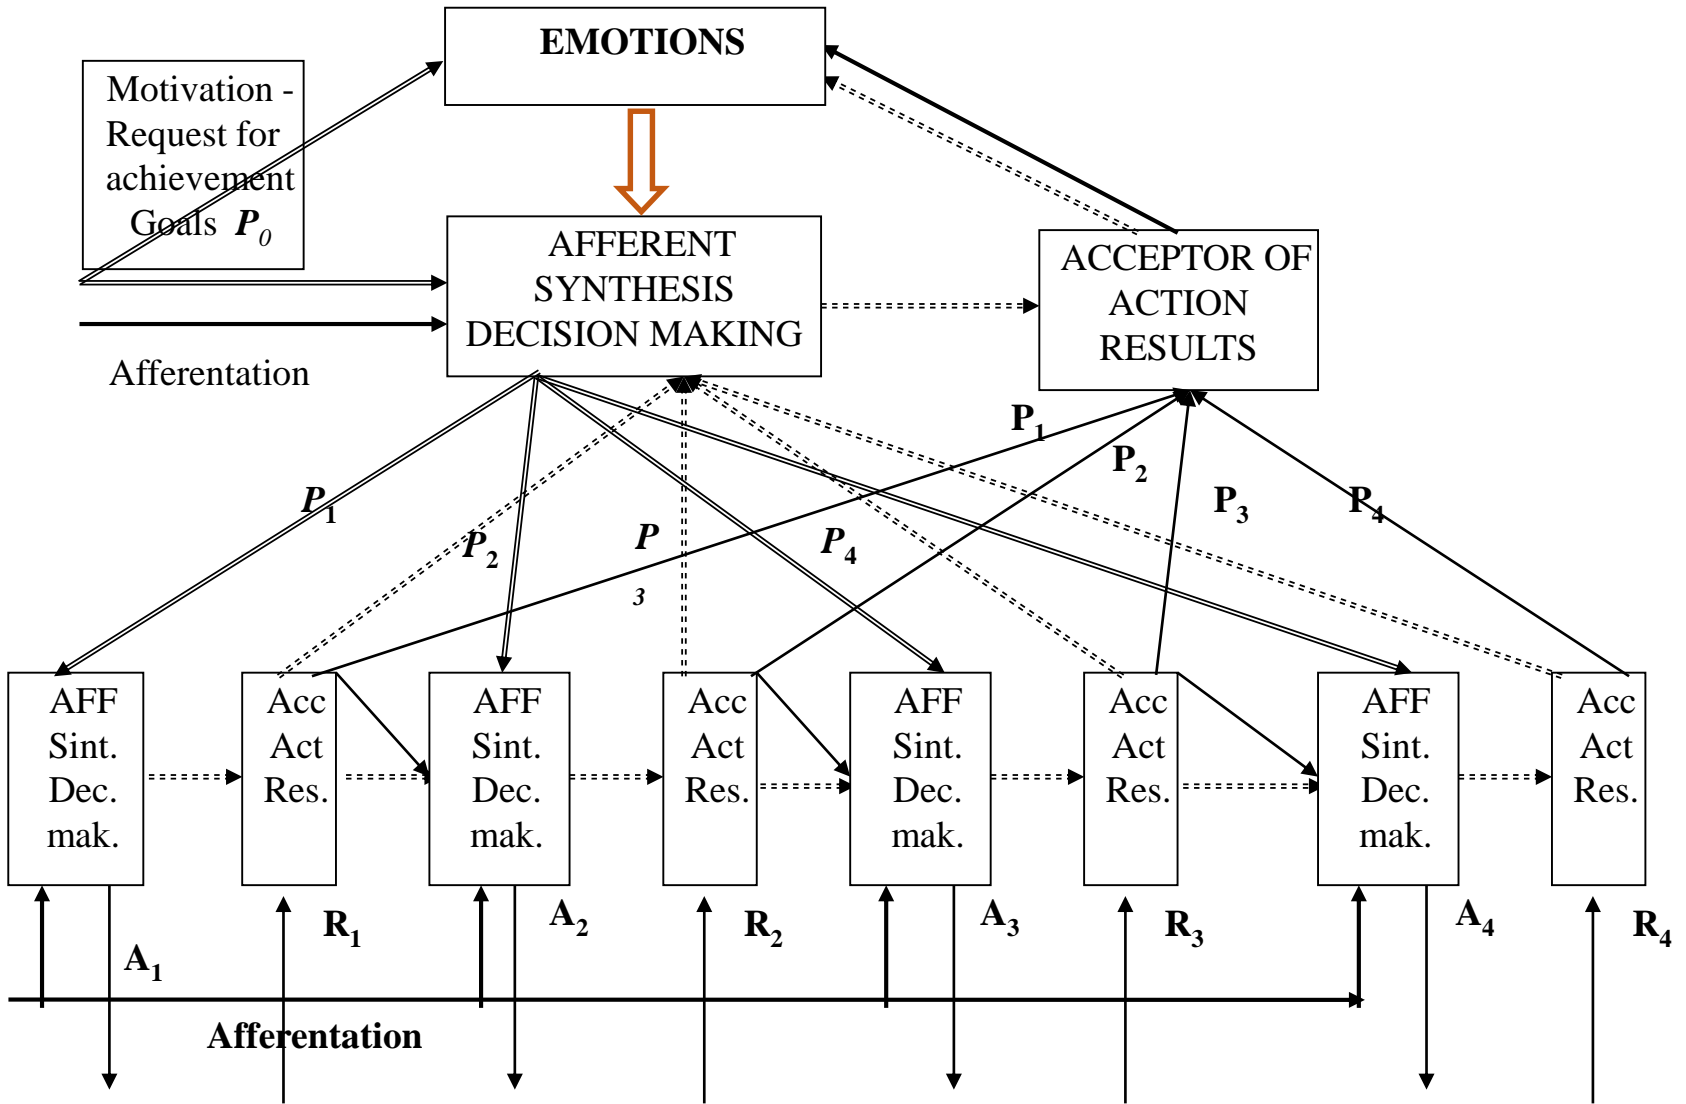 EMOTIONS
Motivation -
Request for
achievement
Goals P₀
AFFERENT
SYNTHESIS
DECISION MAKING
ACCEPTOR OF
ACTION
RESULTS
Afferentation
P₁
P₂
P₃
P₄
P₁
P₂
P
3
P₄
AFF
Sint.
Dec.
mak.
Acc
Act
Res.
AFF
Sint.
Dec.
mak.
Acc
Act
Res.
AFF
Sint.
Dec.
mak.
Acc
Act
Res.
AFF
Sint.
Dec.
mak.
Acc
Act
Res.
A₁
R₁
A₂
R₂
A₃
R₃
A₄
R₄
Afferentation